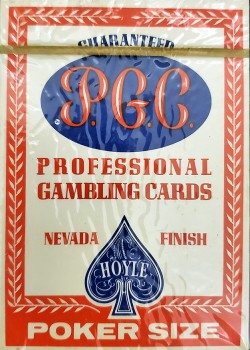 GUARANTEED
P.G.C.
PROFESSIONAL
GAMBLING CARDS
NEVADA FINISH
HOYLE
POKER SIZE